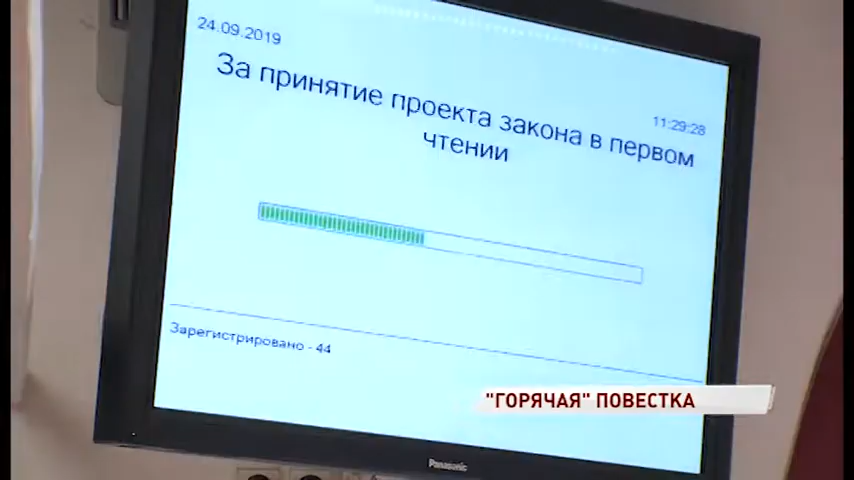 24.09.2019
11:29:28
За принятие проекта закона в первом
чтении
Зарегистрировано - 44
"ГОРЯЧАЯ" ПОВЕСТКА
Panasonic